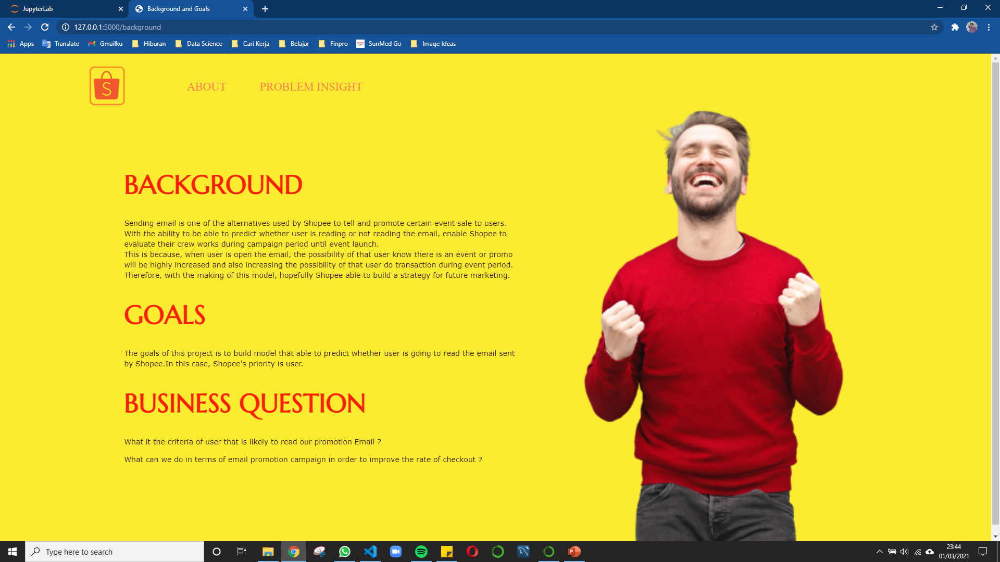 JupyterLab
Background and Goals
127.0.0.1:5000/background
Apps
Translate
Gmailku
Hiburan
Data Science
Cari Kerja
Belajar
Finpro
SunMed Go
Image Ideas
S
ABOUT
PROBLEM INSIGHT
BACKGROUND
Sending email is one of the alternatives used by Shopee to tell and promote certain event sale to users.
With the ability to be able to predict whether user is reading or not reading the email, enable Shopee to
evaluate their crew works during campaign period until event launch.
This is because, when user is open the email, the possibility of that user know there is an event or promo
will be highly increased and also increasing the possibility of that user do transaction during event period.
Therefore, with the making of this model, hopefully Shopee able to build a strategy for future marketing.
GOALS
The goals of this project is to build model that able to predict whether user is going to read the email sent
by Shopee.In this case, Shopee's priority is user.
BUSINESS QUESTION
What it the criteria of user that is likely to read our promotion Email ?
What can we do in terms of email promotion campaign in order to improve the rate of checkout ?
Type here to search
23:44
01/03/2021